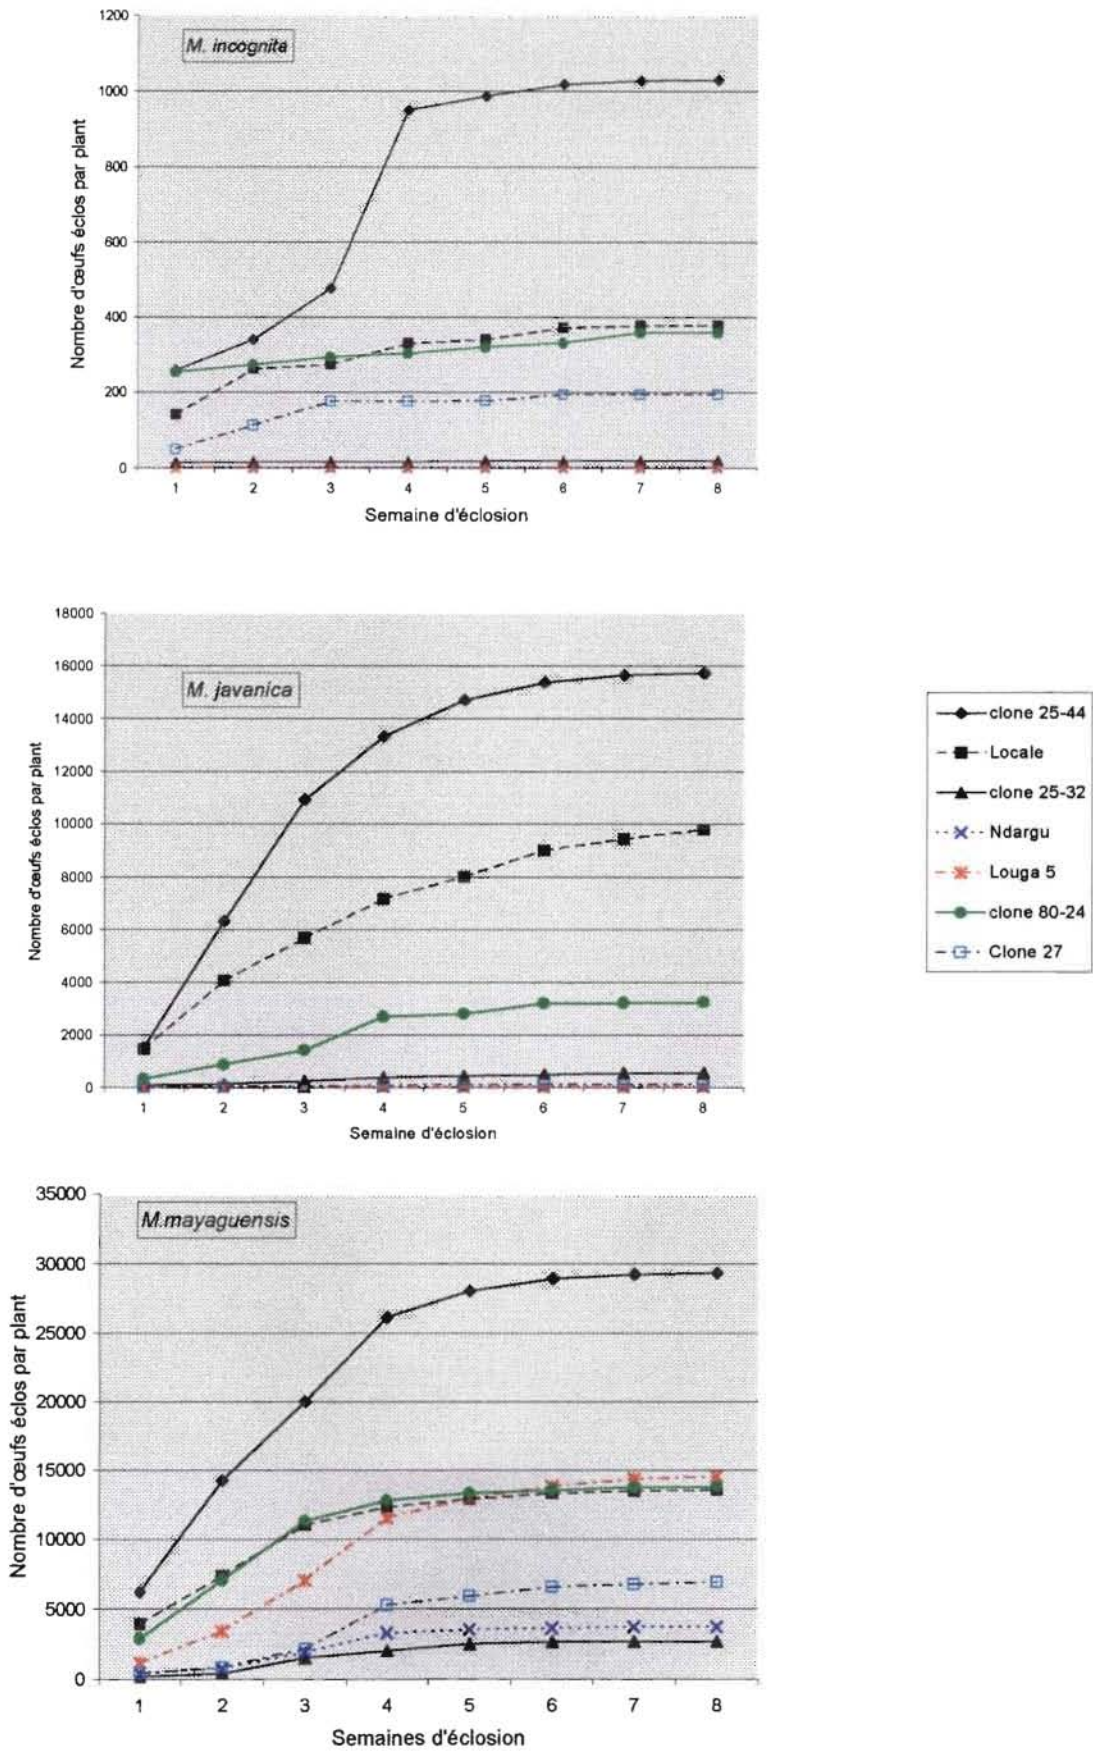 M. incognita
Nombre d'œufs éclos par plant
1200
1000
800
600
400
200
0
1 2 3 4 5 6 7 8
Semaine d'éclosion
M. javanica
Nombre d'œufs éclos par plant
18000
16000
14000
12000
10000
8000
6000
4000
2000
0
1 2 3 4 5 6 7 8
Semaine d'éclosion
clone 25-44
Locale
clone 25-32
Ndargu
Louga 5
clone 80-24
Clone 27
M.mayaguensis
Nombre d'œufs éclos par plant
35000
30000
25000
20000
15000
10000
5000
0
1 2 3 4 5 6 7 8
Semaines d'éclosion